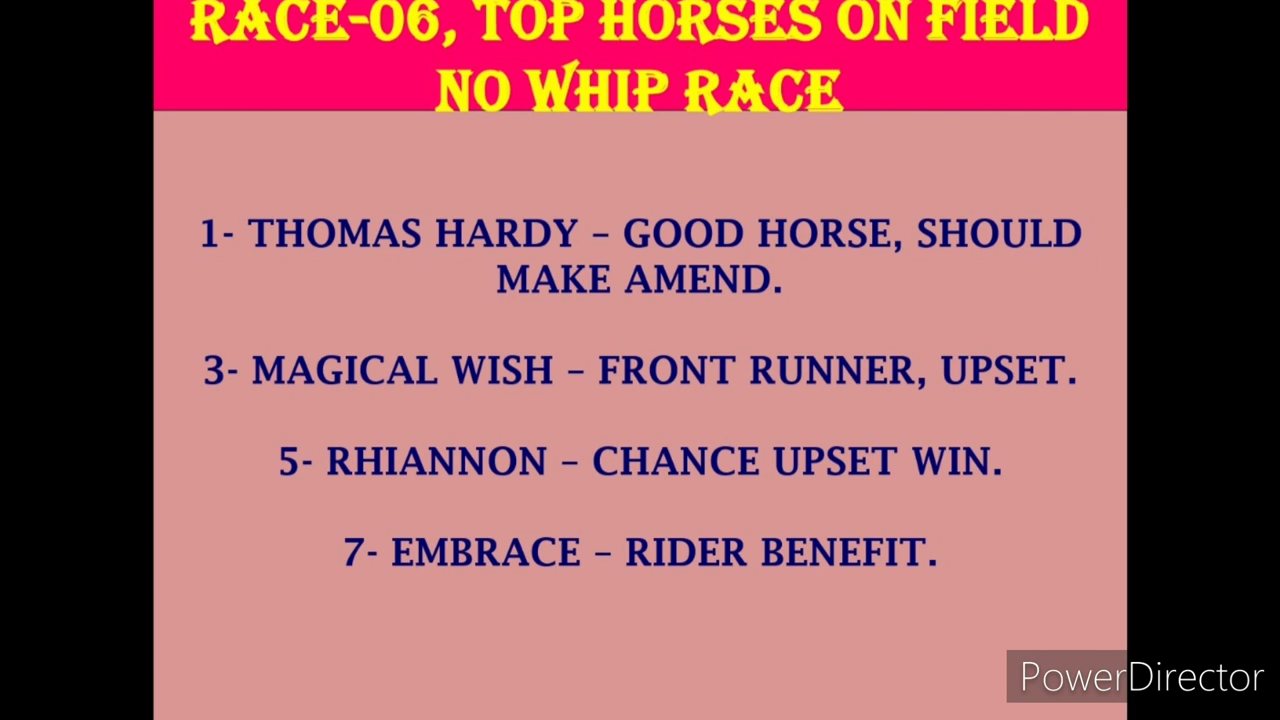 RACE-06, TOP HORSES ON FIELD
NO WHIP RACE
1- THOMAS HARDY – GOOD HORSE, SHOULD
MAKE AMEND.
3- MAGICAL WISH – FRONT RUNNER, UPSET.
5- RHIANNON – CHANCE UPSET WIN.
7- EMBRACE – RIDER BENEFIT.
PowerDirector